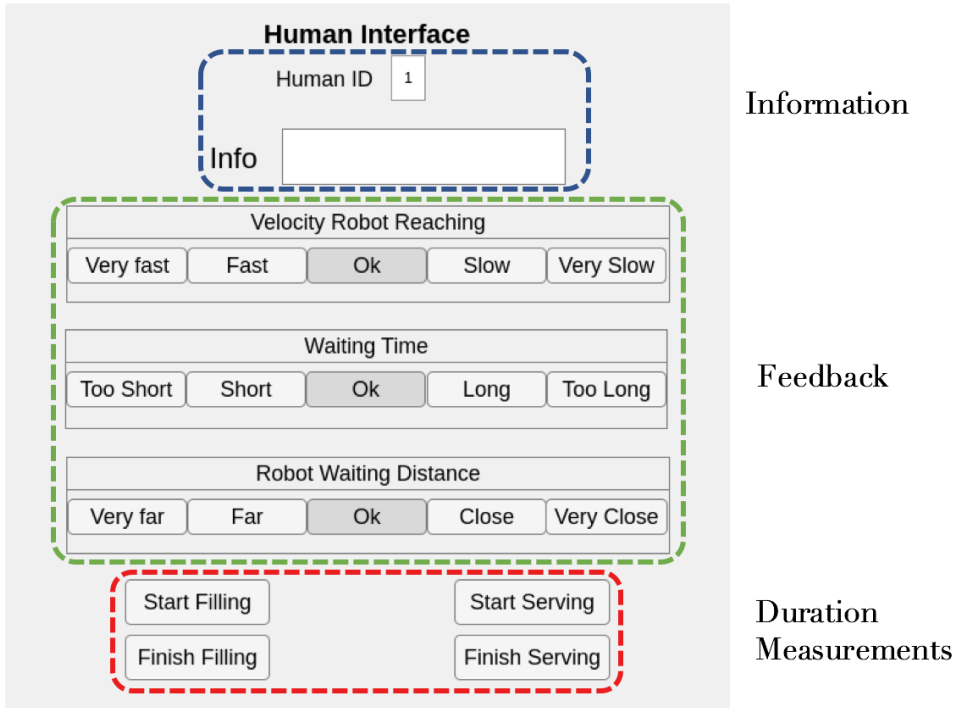 Human Interface
Human ID 1
Information
Info
Velocity Robot Reaching
Very fast Fast Ok Slow Very Slow
Waiting Time
Too Short Short Ok Long Too Long
Feedback
Robot Waiting Distance
Very far Far Ok Close Very Close
Start Filling Start Serving
Finish Filling Finish Serving
Duration
Measurements